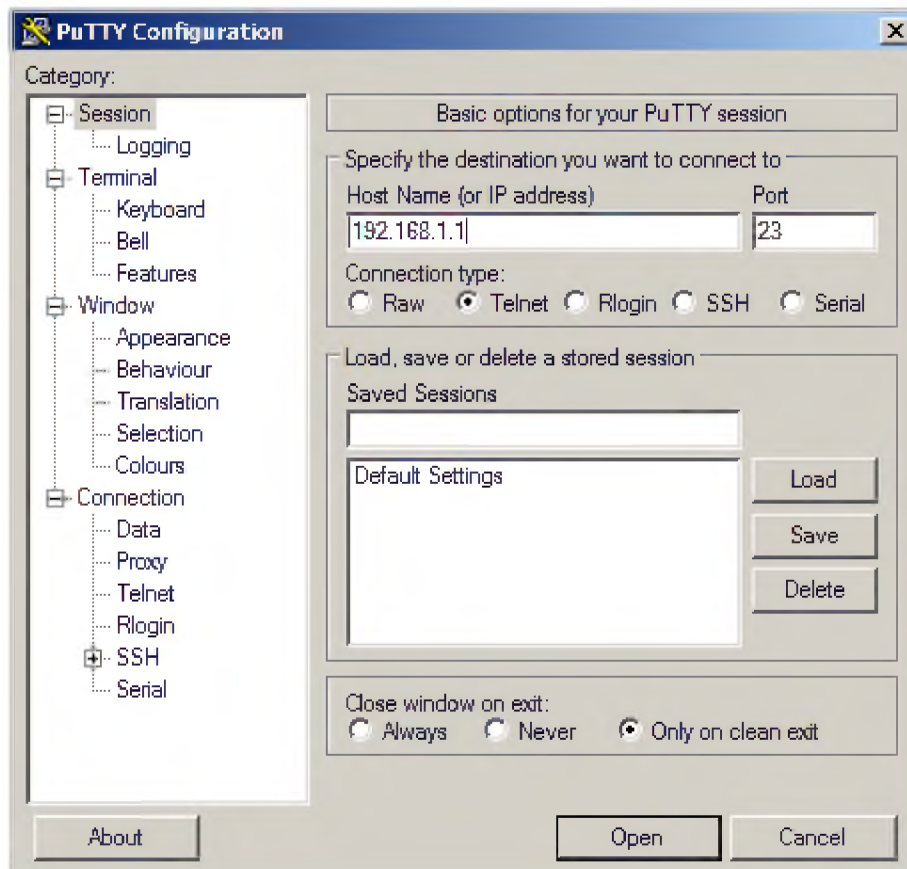 PuTTY Configuration
Category:
Session
Logging
Terminal
Keyboard
Bell
Features
Window
Appearance
Behaviour
Translation
Selection
Colours
Connection
Data
Proxy
Telnet
Rlogin
SSH
Serial
Basic options for your PuTTY session
Specify the destination you want to connect to
Host Name (or IP address) Port
192.168.1.1 23
Connection type:
Raw Telnet Rlogin SSH Serial
Load, save or delete a stored session
Saved Sessions
Default Settings
Load
Save
Delete
Close window on exit:
Always Never Only on clean exit
About Open Cancel